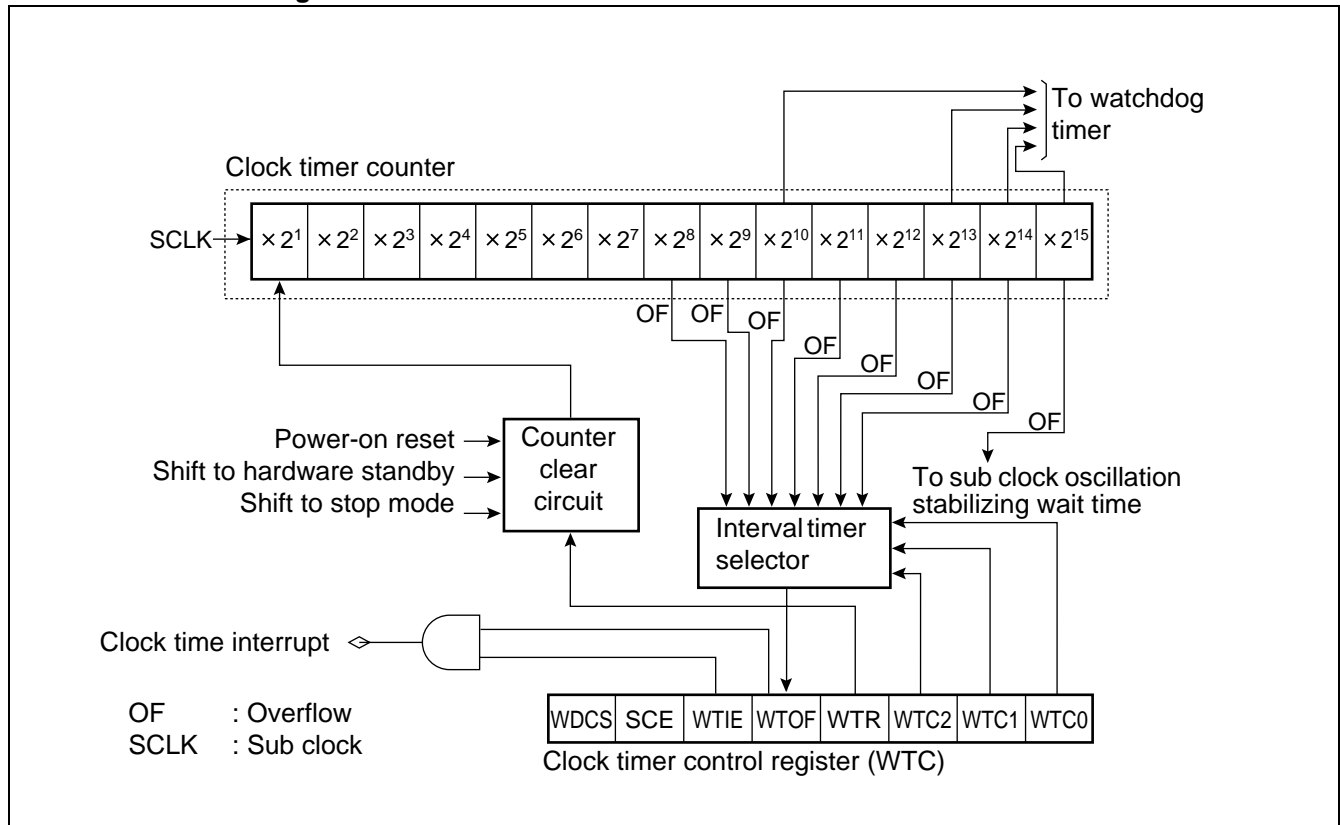 To watchdog
timer
Clock timer counter
SCLK
×2¹ ×2² ×2³ ×2⁴ ×2⁵ ×2⁶ ×2⁷ ×2⁸ ×2⁹ ×2¹⁰ ×2¹¹ ×2¹² ×2¹³ ×2¹⁴ ×2¹⁵
OF
OF
OF
OF
OF
OF
OF
OF
Power-on reset
Shift to hardware standby
Shift to stop mode
Counter
clear
circuit
To sub clock oscillation
stabilizing wait time
Interval timer
selector
Clock time interrupt
WDCS SCE WTIE WTOF WTR WTC2 WTC1 WTC0
Clock timer control register (WTC)
OF : Overflow
SCLK : Sub clock